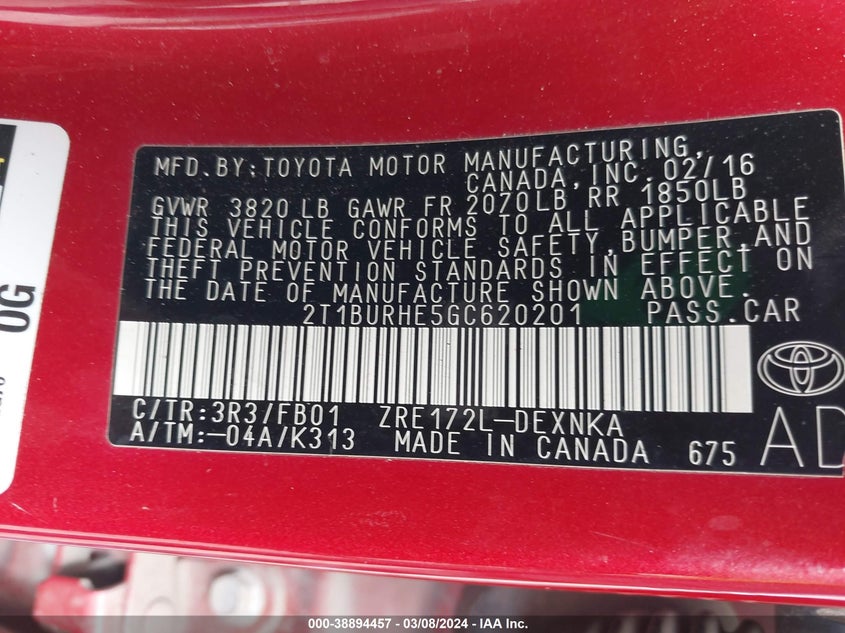 MFD.BY:TOYOTA MOTOR MANUFACTURING,
CANADA, INC. 02/16
GVWR 3820 LB GAWR FR 2070LB RR 1850LB
THIS VEHICLE CONFORMS TO ALL APPLICABLE
FEDERAL MOTOR VEHICLE SAFETY,BUMPER,AND
THEFT PREVENTION STANDARDS IN EFFECT ON
THE DATE OF MANUFACTURE SHOWN ABOVE.
2T1BURHE5GC620201 PASS.CAR
C/TR:3R3/FB01 ZRE172L-DEXNKA
A/TM:-04A/K313 MADE IN CANADA 675 AD
OG
000-38894457 - 03/08/2024 - IAA Inc.